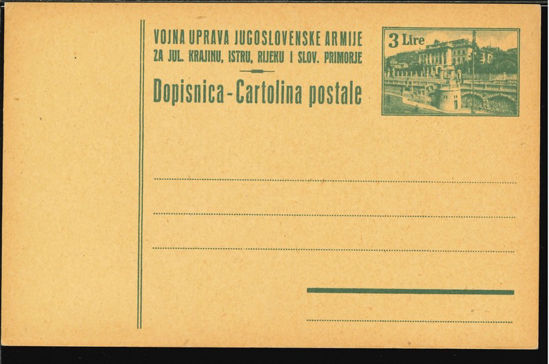 VOJNA UPRAVA JUGOSLOVENSKE ARMIJE
ZA JUL. KRAJINU, ISTRU, RIJEKU I SLOV. PRIMORJE
Dopisnica-Cartolina postale
3 Lire